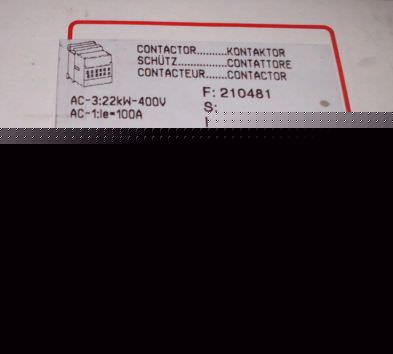 CONTACTOR.........KONTAKTOR
SCHÜTZ...............CONTATTORE
CONTACTEUR.......CONTACTOR
AC-3:22kW-400V
F: 210481
AC-1:Ie=100A
S: